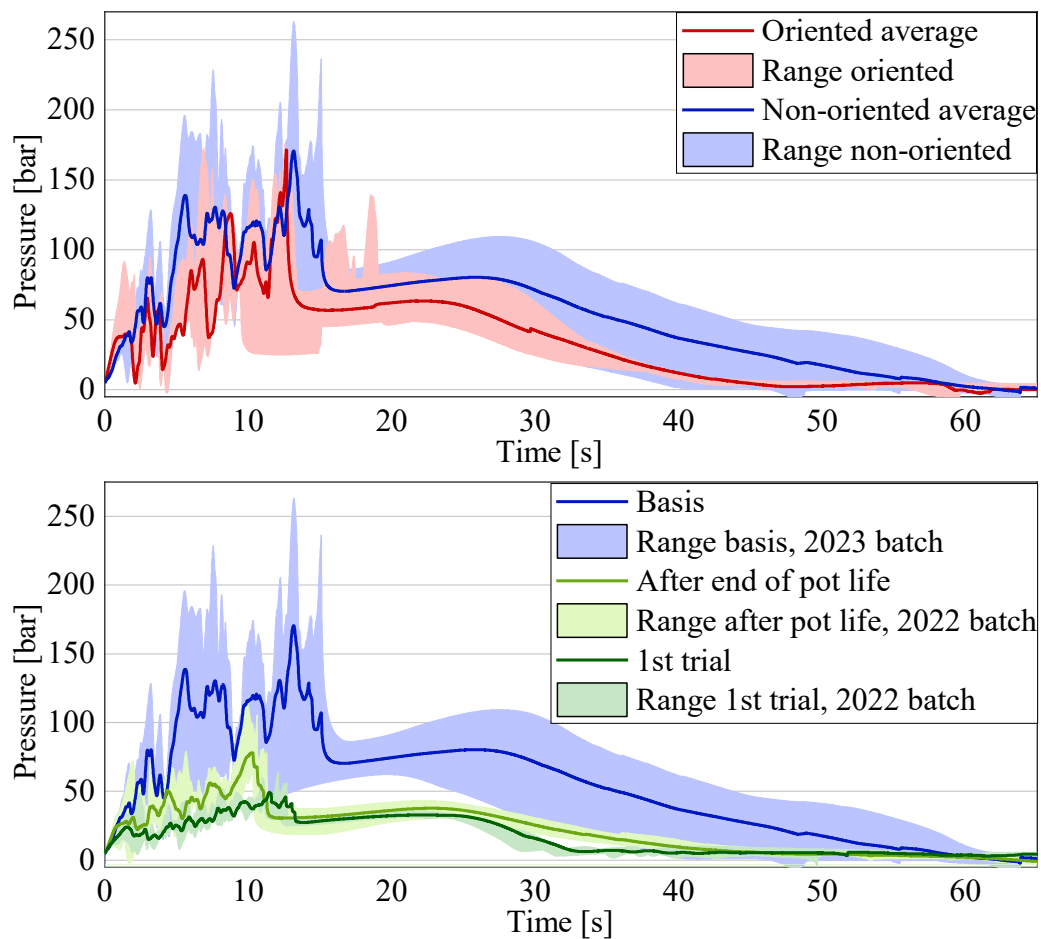 250
200
150
100
50
0
Pressure [bar]
Oriented average
Range oriented
Non-oriented average
Range non-oriented
0 10 20 30 40 50 60
Time [s]
250
200
150
100
50
0
Pressure [bar]
Basis
Range basis, 2023 batch
After end of pot life
Range after pot life, 2022 batch
1st trial
Range 1st trial, 2022 batch
0 10 20 30 40 50 60
Time [s]